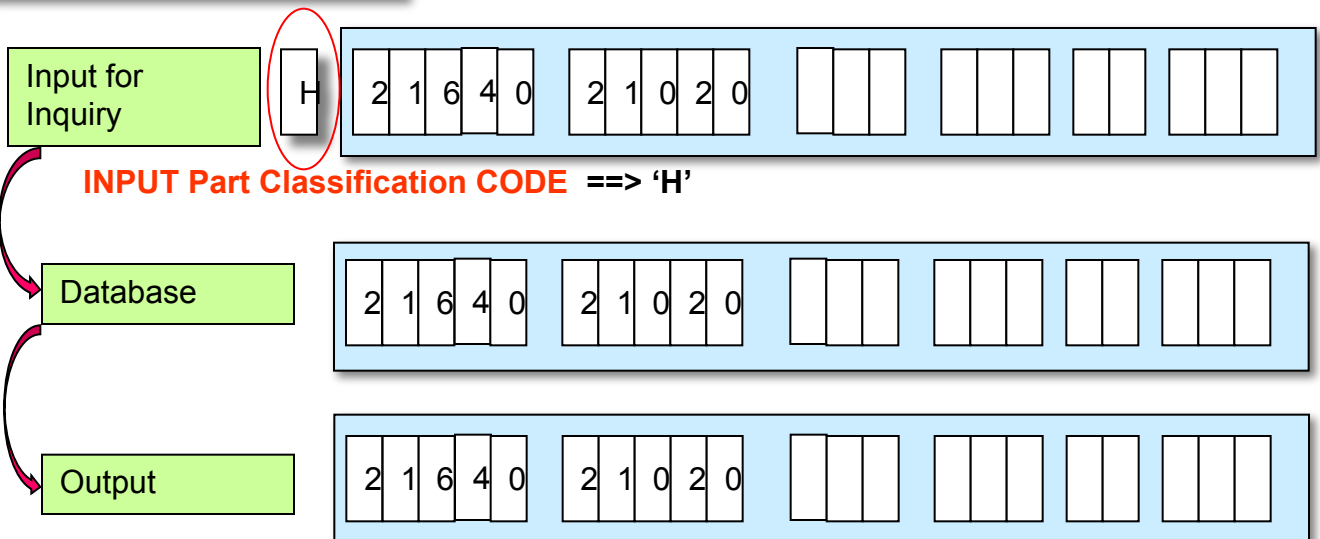 Input for
Inquiry
H 2 1 6 4 0 2 1 0 2 0
INPUT Part Classification CODE ==> ‘H’
Database
2 1 6 4 0 2 1 0 2 0
Output
2 1 6 4 0 2 1 0 2 0